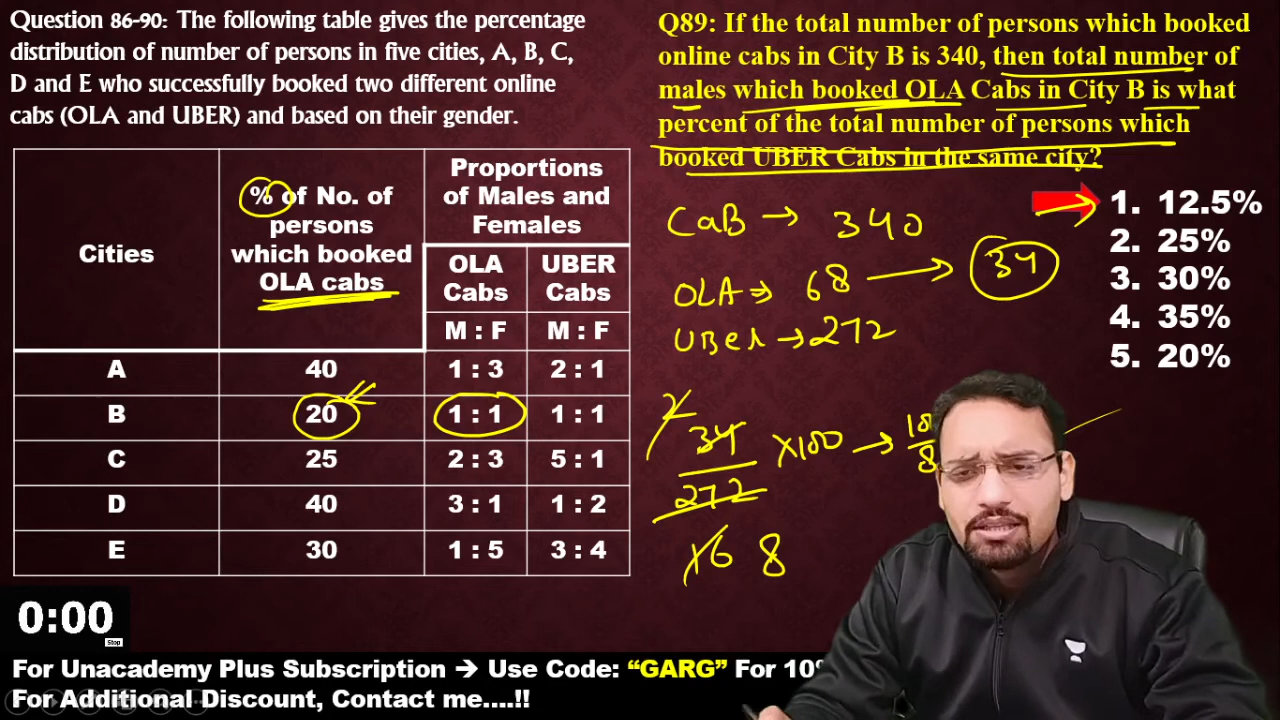 Question 86-90: The following table gives the percentage
distribution of number of persons in five cities, A, B, C,
D and E who successfully booked two different online
cabs (OLA and UBER) and based on their gender.
Cities
% of No. of
persons
which booked
OLA cabs
Proportions
of Males and
Females
OLA
Cabs
UBER
Cabs
M : F
M : F
A 40 1 : 3 2 : 1
B 20 1 : 1 1 : 1
C 25 2 : 3 5 : 1
D 40 3 : 1 1 : 2
E 30 1 : 5 3 : 4
Q89: If the total number of persons which booked
online cabs in City B is 340, then total number of
males which booked OLA Cabs in City B is what
percent of the total number of persons which
booked UBER Cabs in the same city?
1. 12.5%
2. 25%
3. 30%
4. 35%
5. 20%
CaB → 340
OLA → 68 → 34
UBER → 272
34
272
×100 →
8
8
0:00
Stop
For Unacademy Plus Subscription → Use Code: “GARG” For 10
For Additional Discount, Contact me....!!